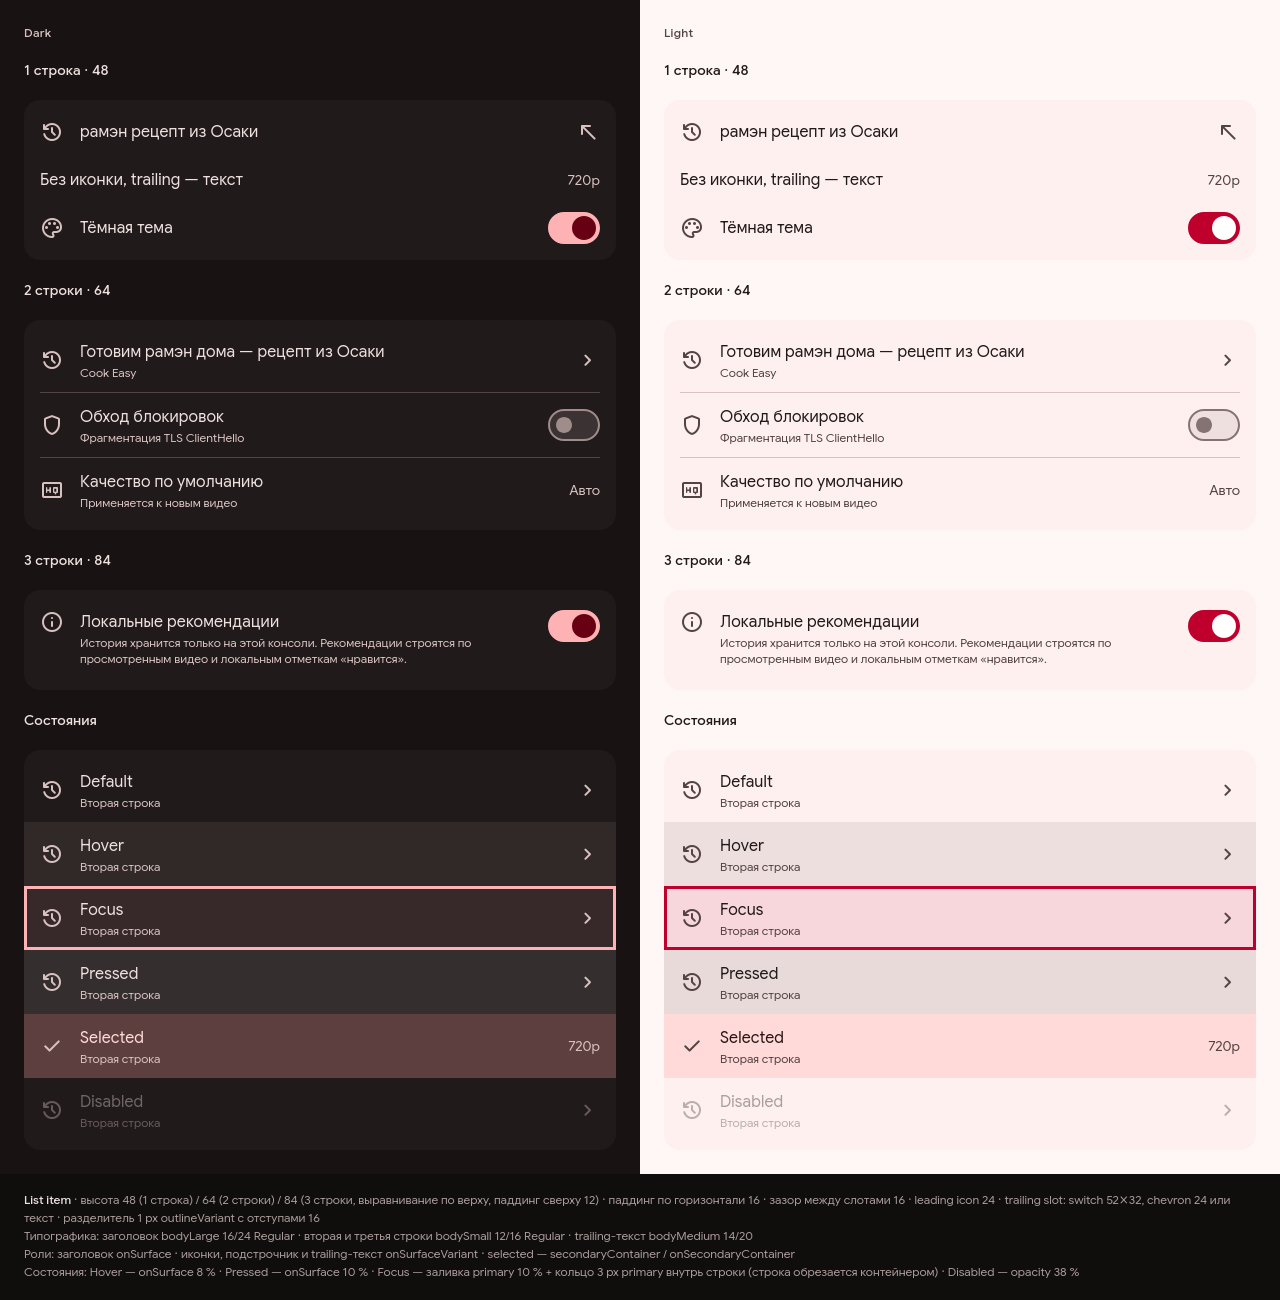 Dark
1 строка · 48
рамэн рецепт из Осаки
Без иконки, trailing — текст
720p
Тёмная тема
2 строки · 64
Готовим рамэн дома — рецепт из Осаки
Cook Easy
Обход блокировок
Фрагментация TLS ClientHello
Качество по умолчанию
Применяется к новым видео
Авто
3 строки · 84
Локальные рекомендации
История хранится только на этой консоли. Рекомендации строятся по
просмотренным видео и локальным отметкам «нравится».
Состояния
Default
Вторая строка
Hover
Вторая строка
Focus
Вторая строка
Pressed
Вторая строка
Selected
Вторая строка
720p
Disabled
Вторая строка
Light
1 строка · 48
рамэн рецепт из Осаки
Без иконки, trailing — текст
720p
Тёмная тема
2 строки · 64
Готовим рамэн дома — рецепт из Осаки
Cook Easy
Обход блокировок
Фрагментация TLS ClientHello
Качество по умолчанию
Применяется к новым видео
Авто
3 строки · 84
Локальные рекомендации
История хранится только на этой консоли. Рекомендации строятся по
просмотренным видео и локальным отметкам «нравится».
Состояния
Default
Вторая строка
Hover
Вторая строка
Focus
Вторая строка
Pressed
Вторая строка
Selected
Вторая строка
720p
Disabled
Вторая строка
List item · высота 48 (1 строка) / 64 (2 строки) / 84 (3 строки, выравнивание по верху, паддинг сверху 12) · паддинг по горизонтали 16 · зазор между слотами 16 · leading icon 24 · trailing slot: switch 52×32, chevron 24 или
текст · разделитель 1 px outlineVariant с отступами 16
Типографика: заголовок bodyLarge 16/24 Regular · вторая и третья строки bodySmall 12/16 Regular · trailing-текст bodyMedium 14/20
Роли: заголовок onSurface · иконки, подстрочник и trailing-текст onSurfaceVariant · selected — secondaryContainer / onSecondaryContainer
Состояния: Hover — onSurface 8 % · Pressed — onSurface 10 % · Focus — заливка primary 10 % + кольцо 3 px primary внутрь строки (строка обрезается контейнером) · Disabled — opacity 38 %